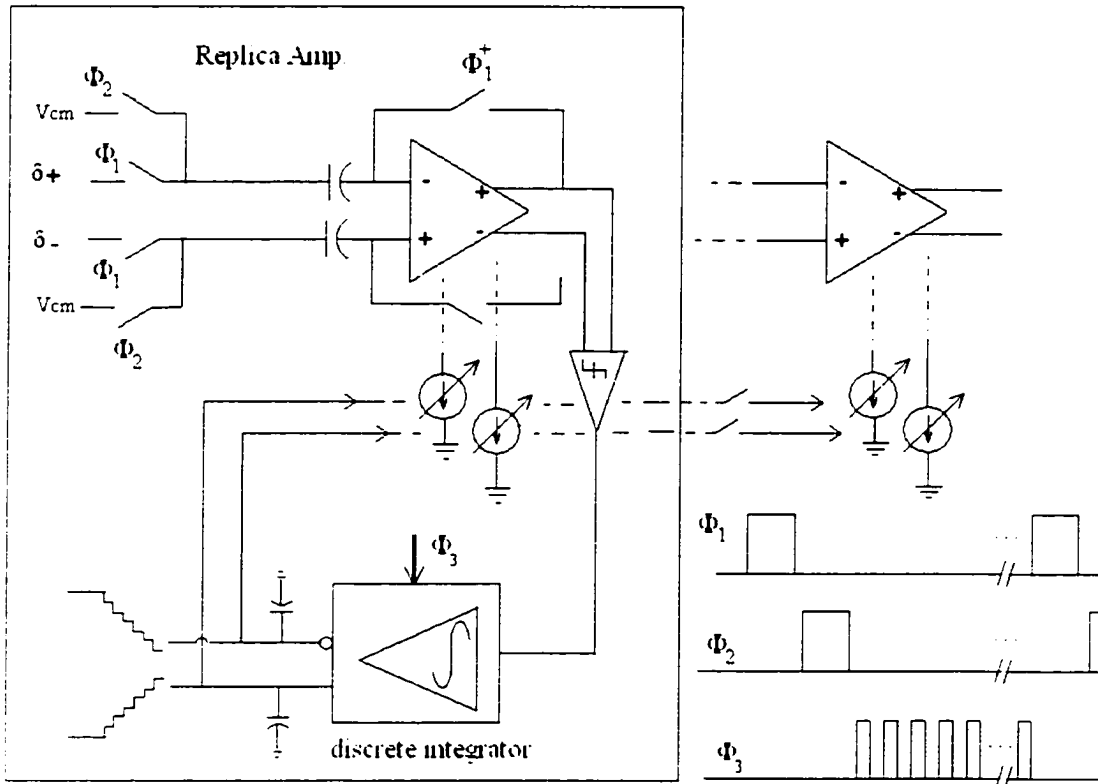 Replica Amp
Φ1+
Φ2
Vcm
Φ1
δ+
δ-
Φ1
Vcm
Φ2
-
+
+
-
-
+
+
-
Φ3
discrete integrator
Φ1
Φ2
Φ3